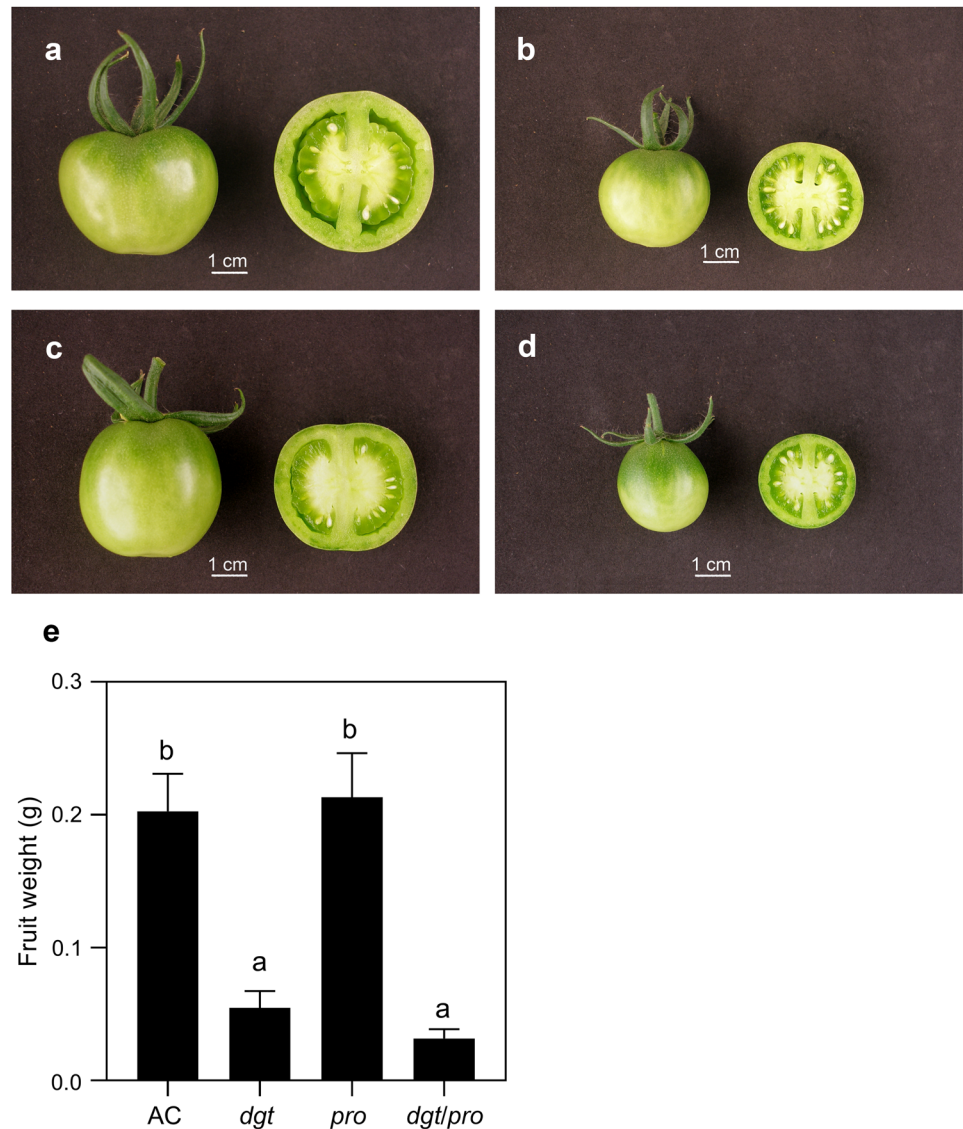 a
1 cm
b
1 cm
c
1 cm
d
1 cm
e
0.3
0.2
0.1
0.0
Fruit weight (g)
b
a
b
a
AC dgt pro dgt/pro